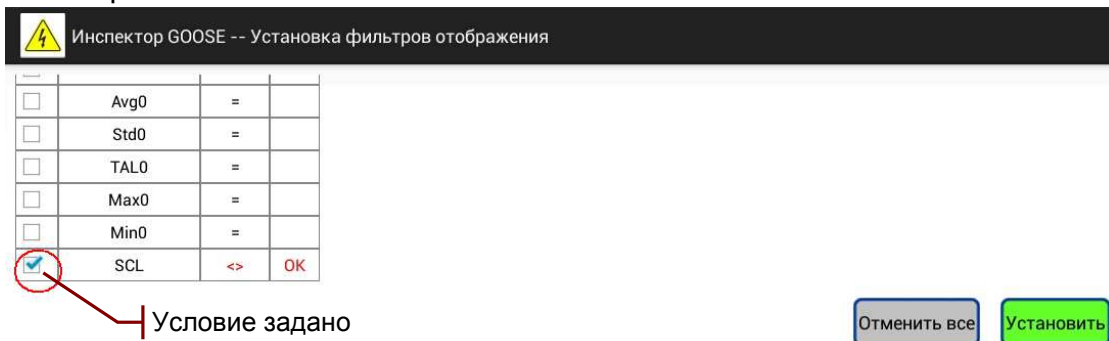 Инспектор GOOSE -- Установка фильтров отображения
Avg0 =
Std0 =
TAL0 =
Max0 =
Min0 =
SCL <> OK
Условие задано
Отменить все Установить